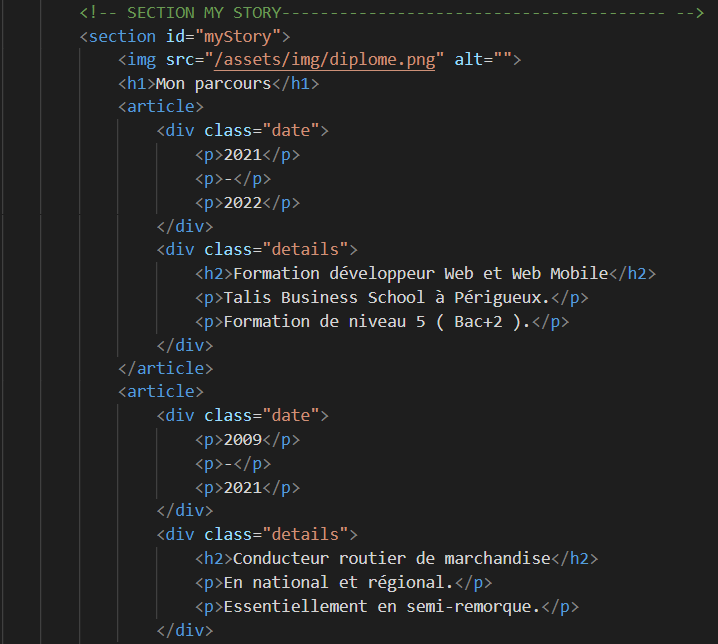 <!-- SECTION MY STORY---------------------------------------- -->
<section id="myStory">
<img src="/assets/img/diplome.png" alt="">
<h1>Mon parcours</h1>
<article>
<div class="date">
<p>2021</p>
<p>-</p>
<p>2022</p>
</div>
<div class="details">
<h2>Formation développeur Web et Web Mobile</h2>
<p>Talis Business School à Périgueux.</p>
<p>Formation de niveau 5 ( Bac+2 ).</p>
</div>
</article>
<article>
<div class="date">
<p>2009</p>
<p>-</p>
<p>2021</p>
</div>
<div class="details">
<h2>Conducteur routier de marchandise</h2>
<p>En national et régional.</p>
<p>Essentiellement en semi-remorque.</p>
</div>